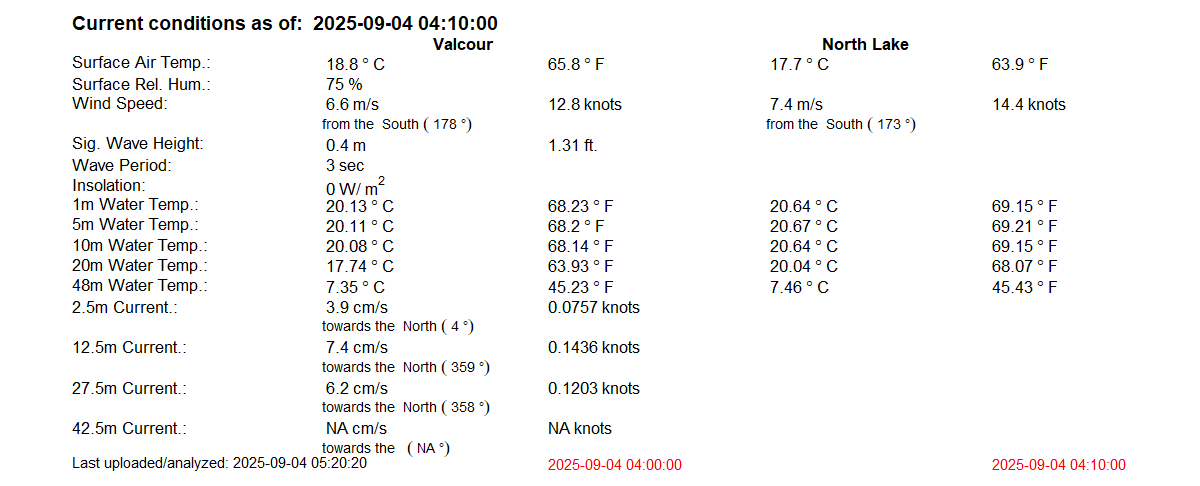 Current conditions as of: 2025-09-04 04:10:00
Valcour North Lake
Surface Air Temp.: 18.8 ° C 65.8 ° F 17.7 ° C 63.9 ° F
Surface Rel. Hum.: 75 %
Wind Speed: 6.6 m/s 12.8 knots 7.4 m/s 14.4 knots
from the South ( 178 °) from the South ( 173 °)
Sig. Wave Height: 0.4 m 1.31 ft.
Wave Period: 3 sec
Insolation: 0 W/ m2
1m Water Temp.: 20.13 ° C 68.23 ° F 20.64 ° C 69.15 ° F
5m Water Temp.: 20.11 ° C 68.2 ° F 20.67 ° C 69.21 ° F
10m Water Temp.: 20.08 ° C 68.14 ° F 20.64 ° C 69.15 ° F
20m Water Temp.: 17.74 ° C 63.93 ° F 20.04 ° C 68.07 ° F
48m Water Temp.: 7.35 ° C 45.23 ° F 7.46 ° C 45.43 ° F
2.5m Current.: 3.9 cm/s 0.0757 knots
towards the North ( 4 °)
12.5m Current.: 7.4 cm/s 0.1436 knots
towards the North ( 359 °)
27.5m Current.: 6.2 cm/s 0.1203 knots
towards the North ( 358 °)
42.5m Current.: NA cm/s NA knots
towards the ( NA °)
Last uploaded/analyzed: 2025-09-04 05:20:20 2025-09-04 04:00:00 2025-09-04 04:10:00